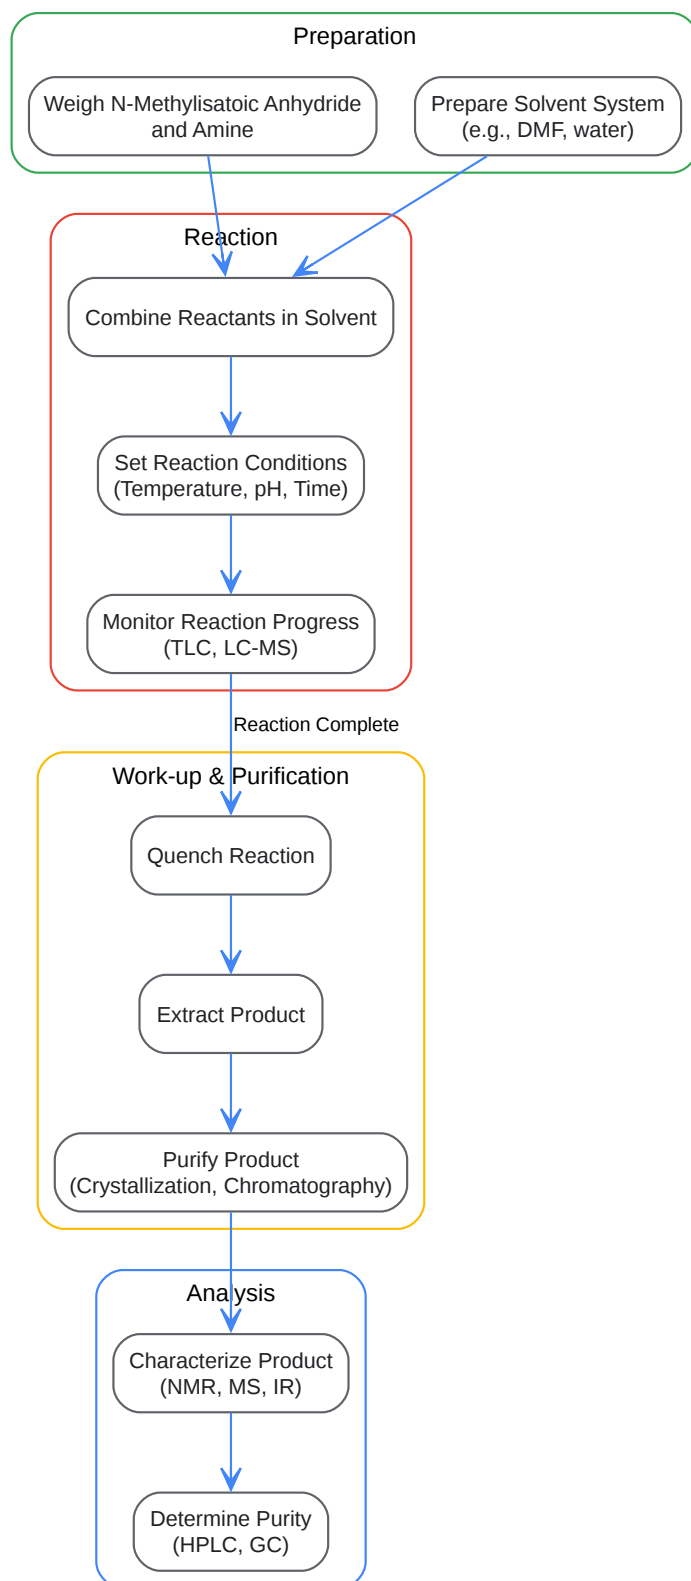 Preparation
Weigh N-Methylisatoic Anhydride
and Amine
Prepare Solvent System
(e.g., DMF, water)
Reaction
Combine Reactants in Solvent
Set Reaction Conditions
(Temperature, pH, Time)
Monitor Reaction Progress
(TLC, LC-MS)
Reaction Complete
Work-up & Purification
Quench Reaction
Extract Product
Purify Product
(Crystallization, Chromatography)
Analysis
Characterize Product
(NMR, MS, IR)
Determine Purity
(HPLC, GC)